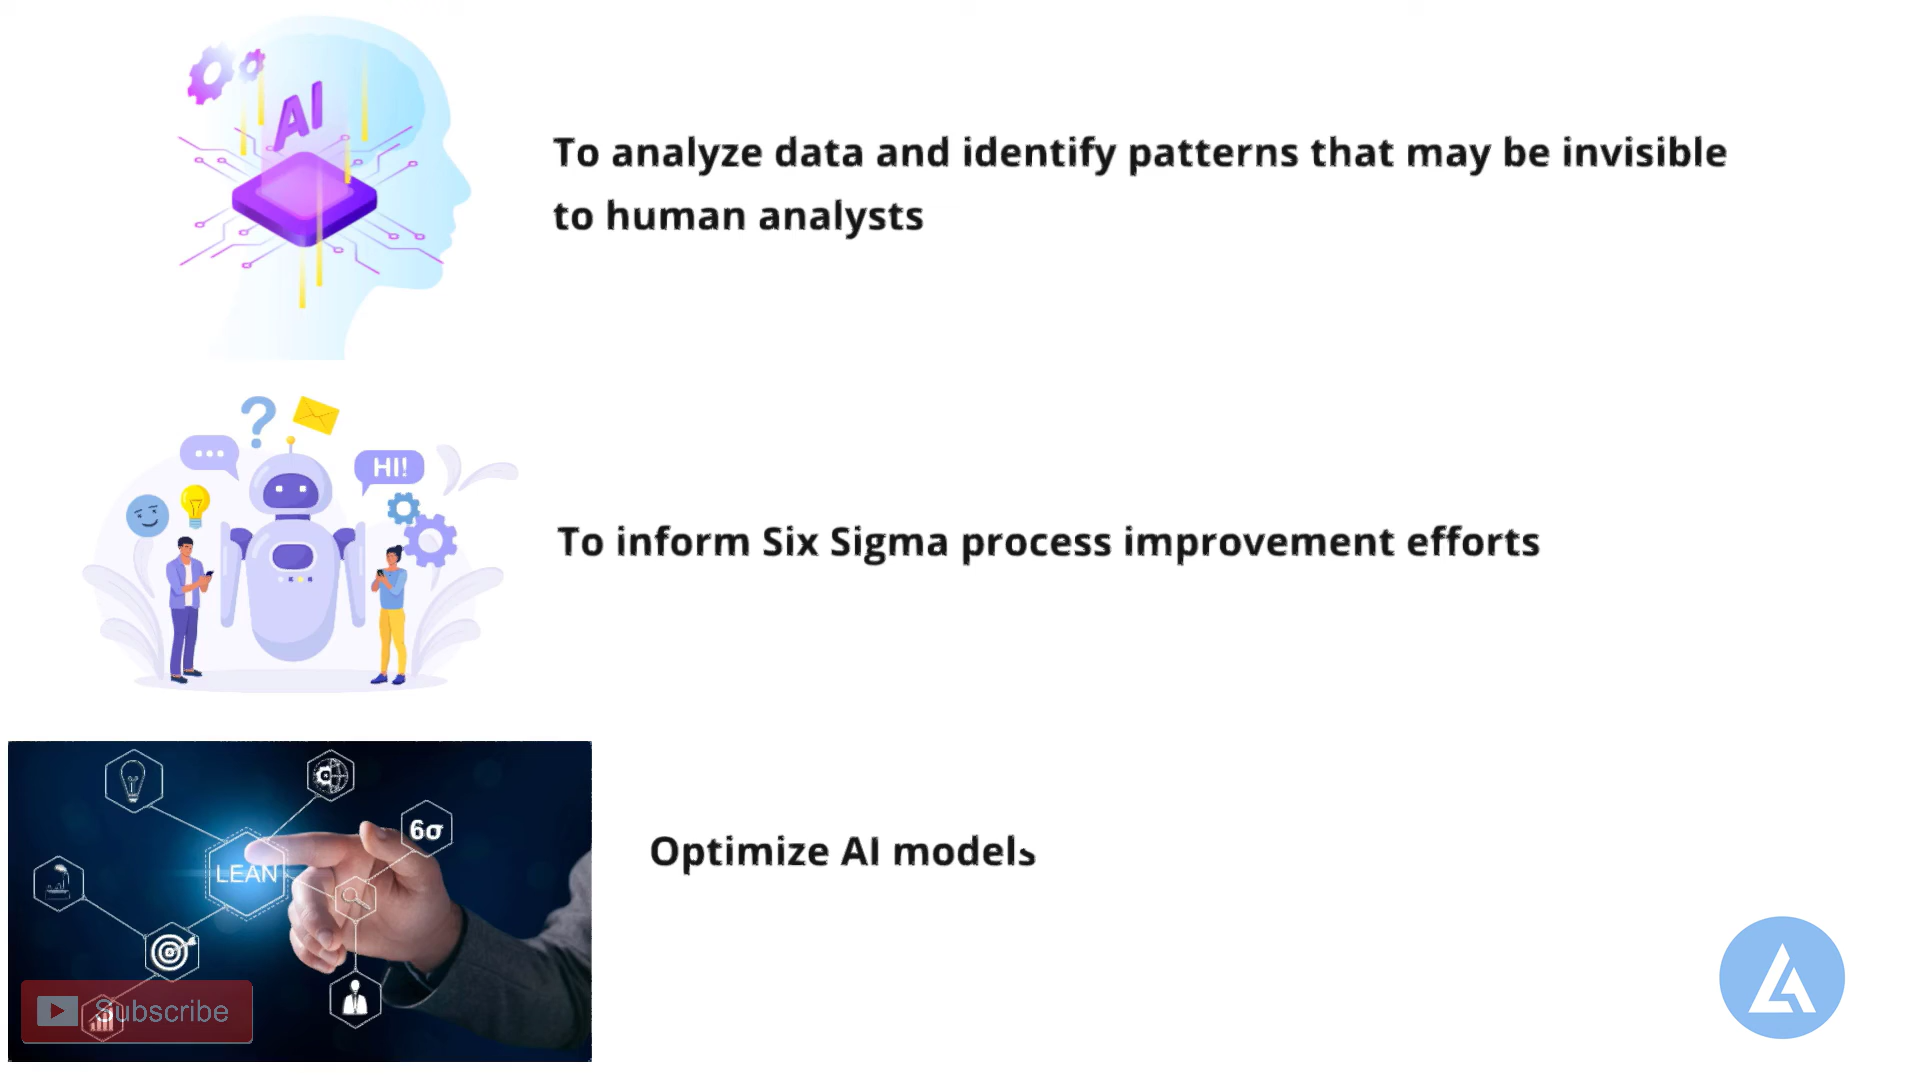 AI
To analyze data and identify patterns that may be invisible
to human analysts
?
...
HI!
To inform Six Sigma process improvement efforts
6σ
LEAN
Optimize AI models
Subscribe